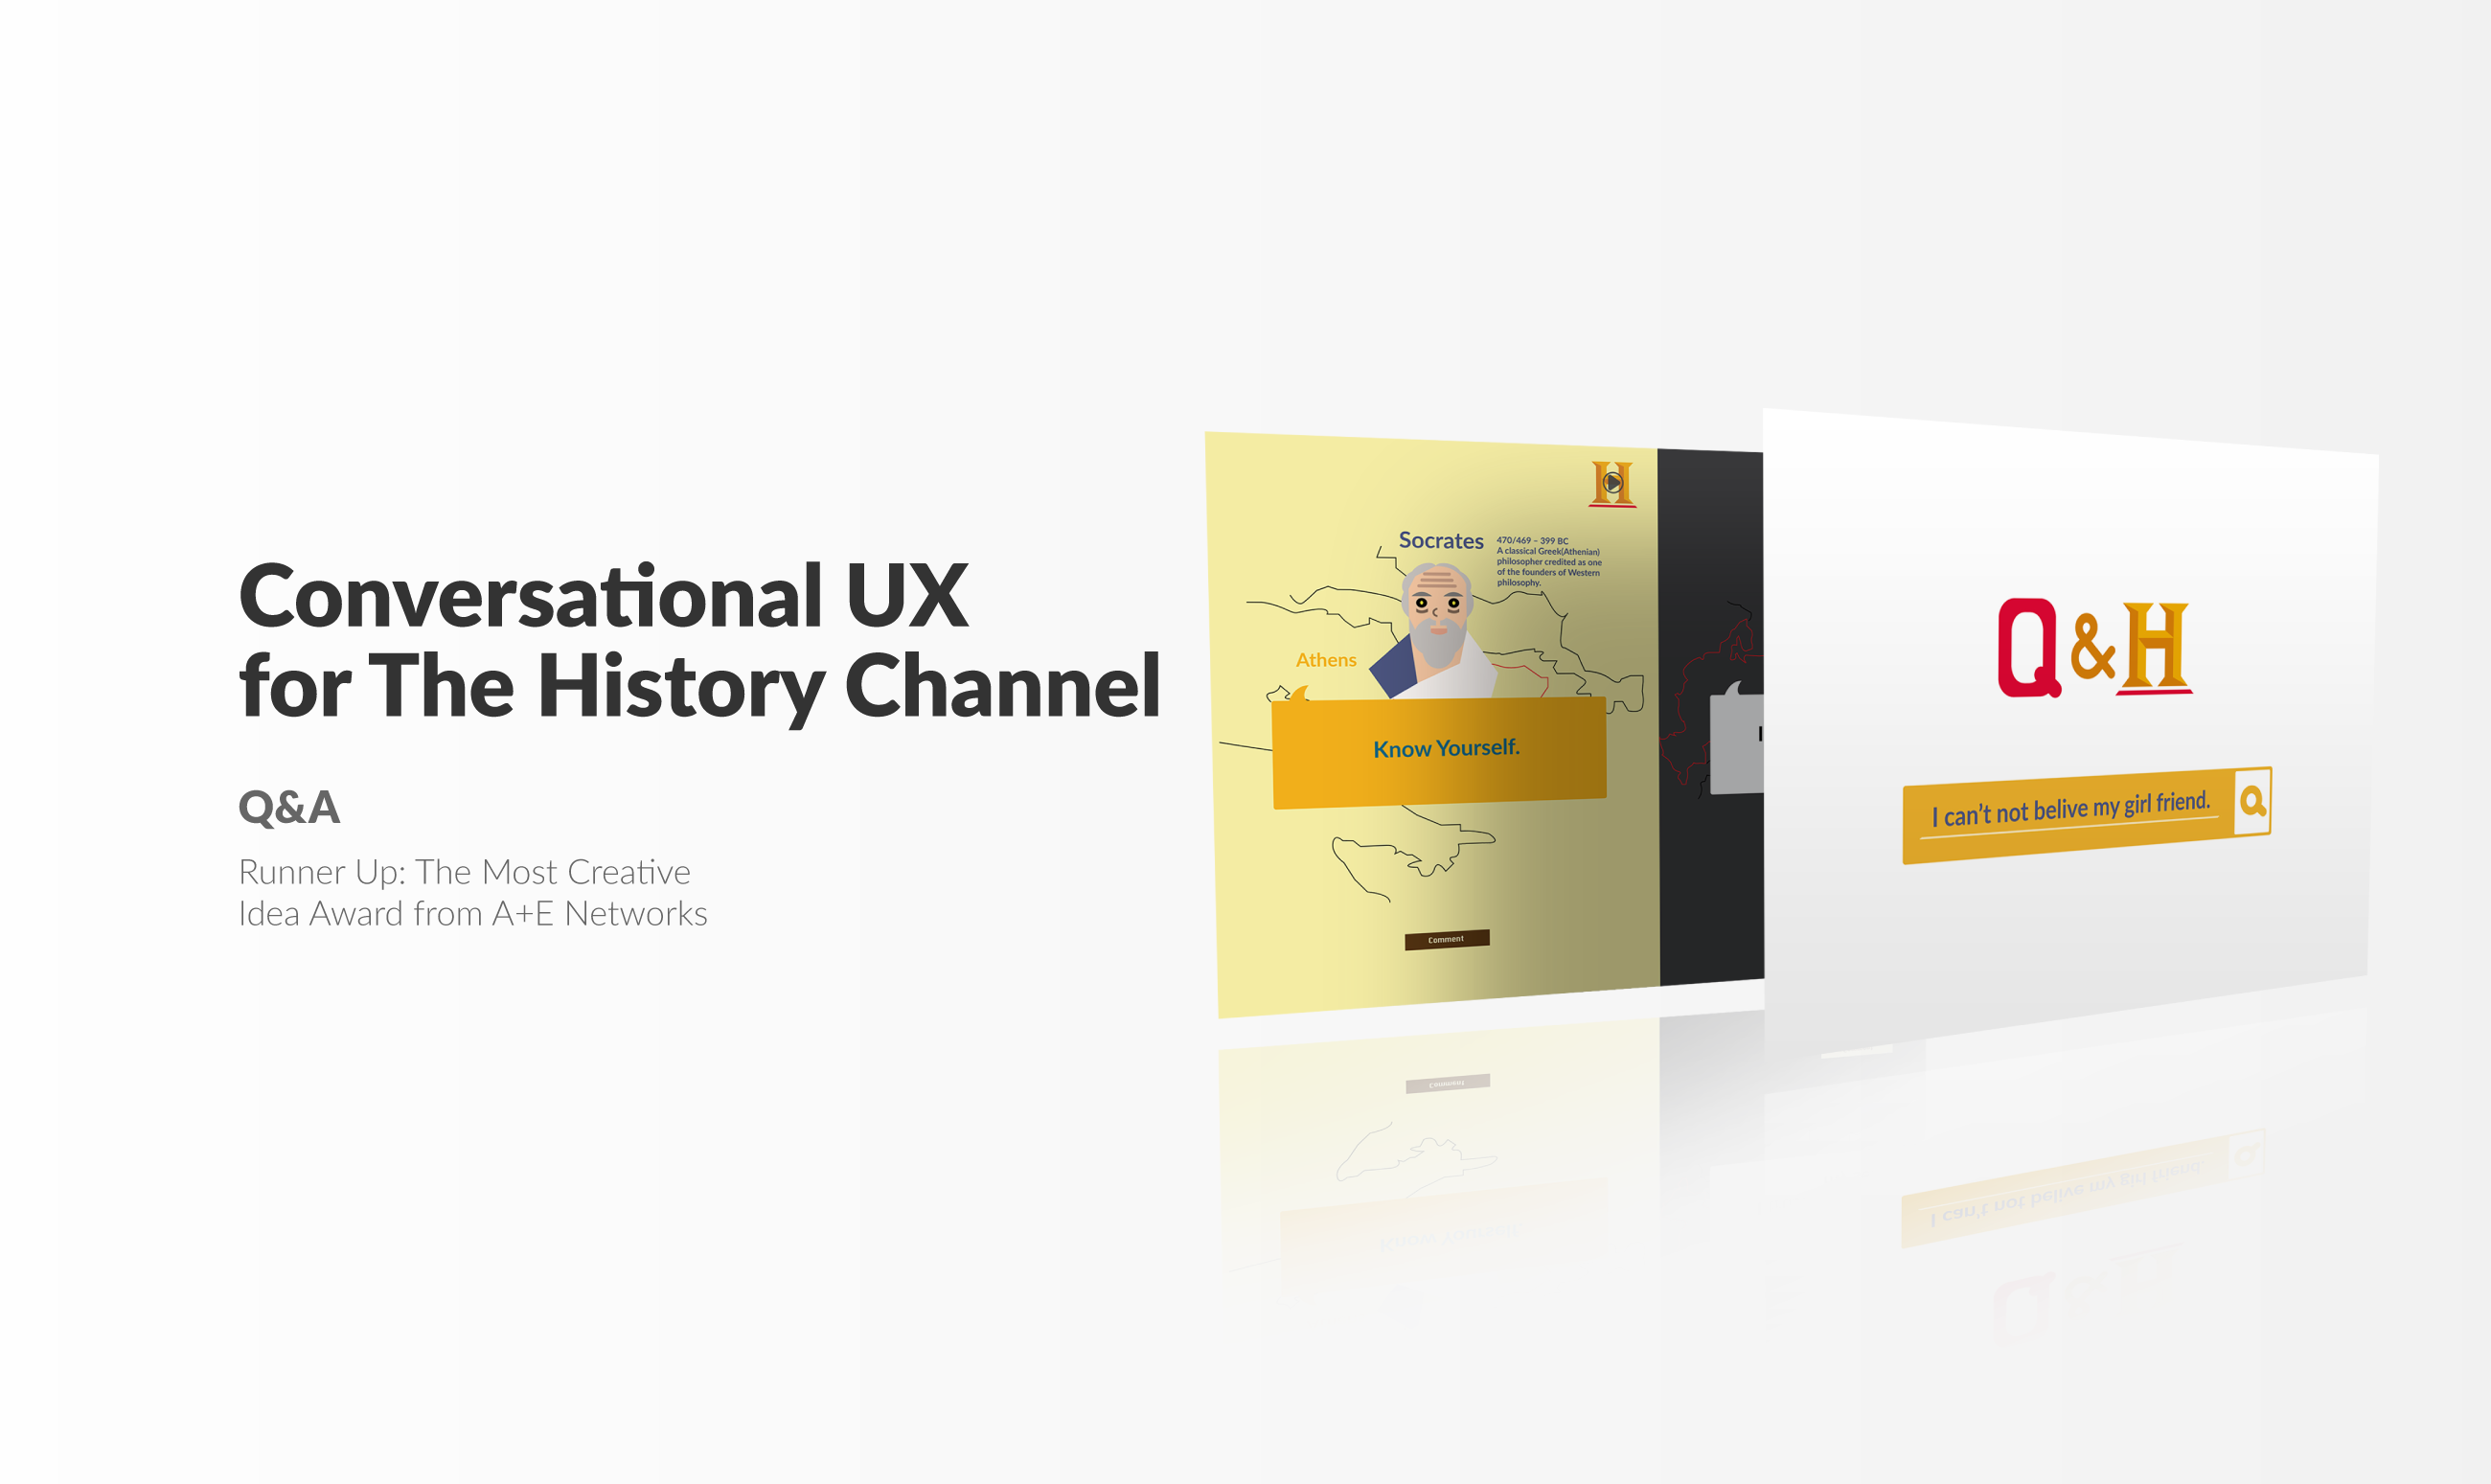 Conversational UX
for The History Channel
Q&A
Runner Up: The Most Creative
Idea Award from A+E Networks
H
Socrates
470/469 – 399 BC
A classical Greek(Athenian)
philosopher credited as one
of the founders of Western
philosophy.
Athens
Know Yourself.
Comment
I
Q&H
I can't not belive my girl friend.